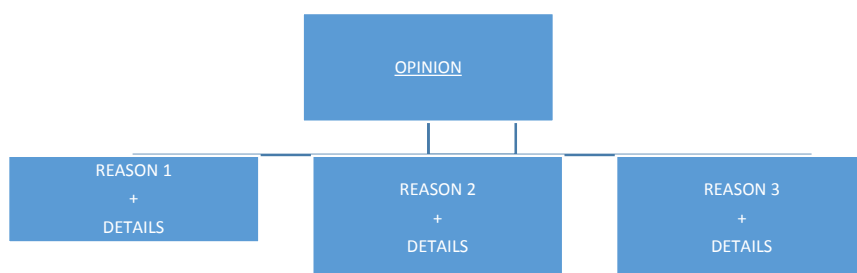 OPINION
REASON 1
+
DETAILS
REASON 2
+
DETAILS
REASON 3
+
DETAILS